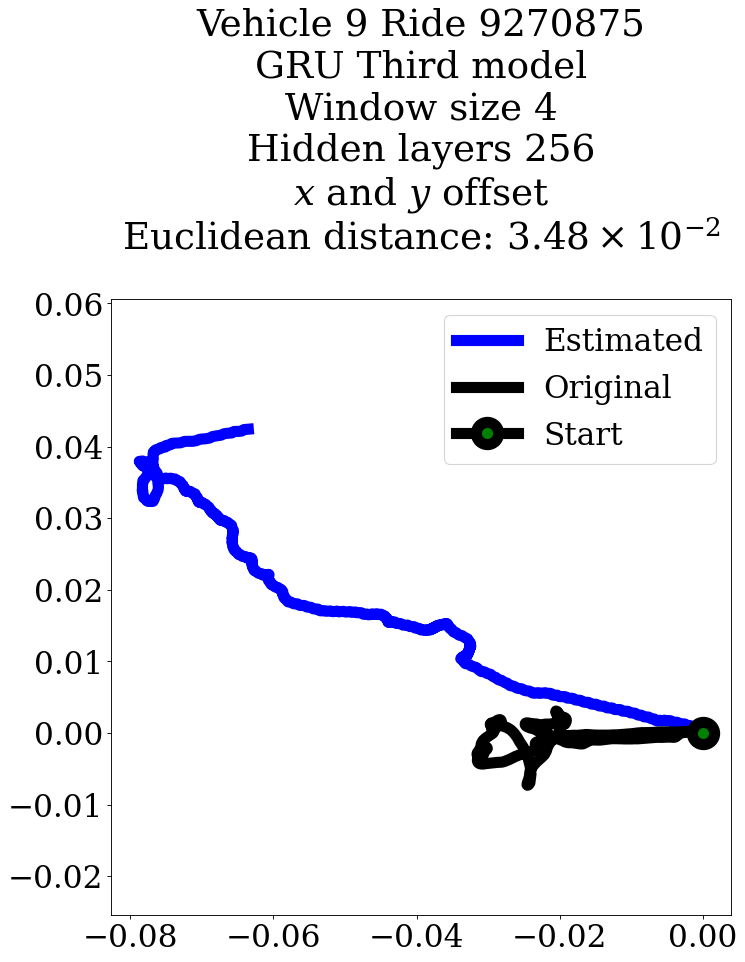 Vehicle 9 Ride 9270875
GRU Third model
Window size 4
Hidden layers 256
x and y offset
Euclidean distance: 3.48 × 10⁻²
0.06
0.05
0.04
0.03
0.02
0.01
0.00
−0.01
−0.02
Estimated
Original
Start
−0.08 −0.06 −0.04 −0.02 0.00